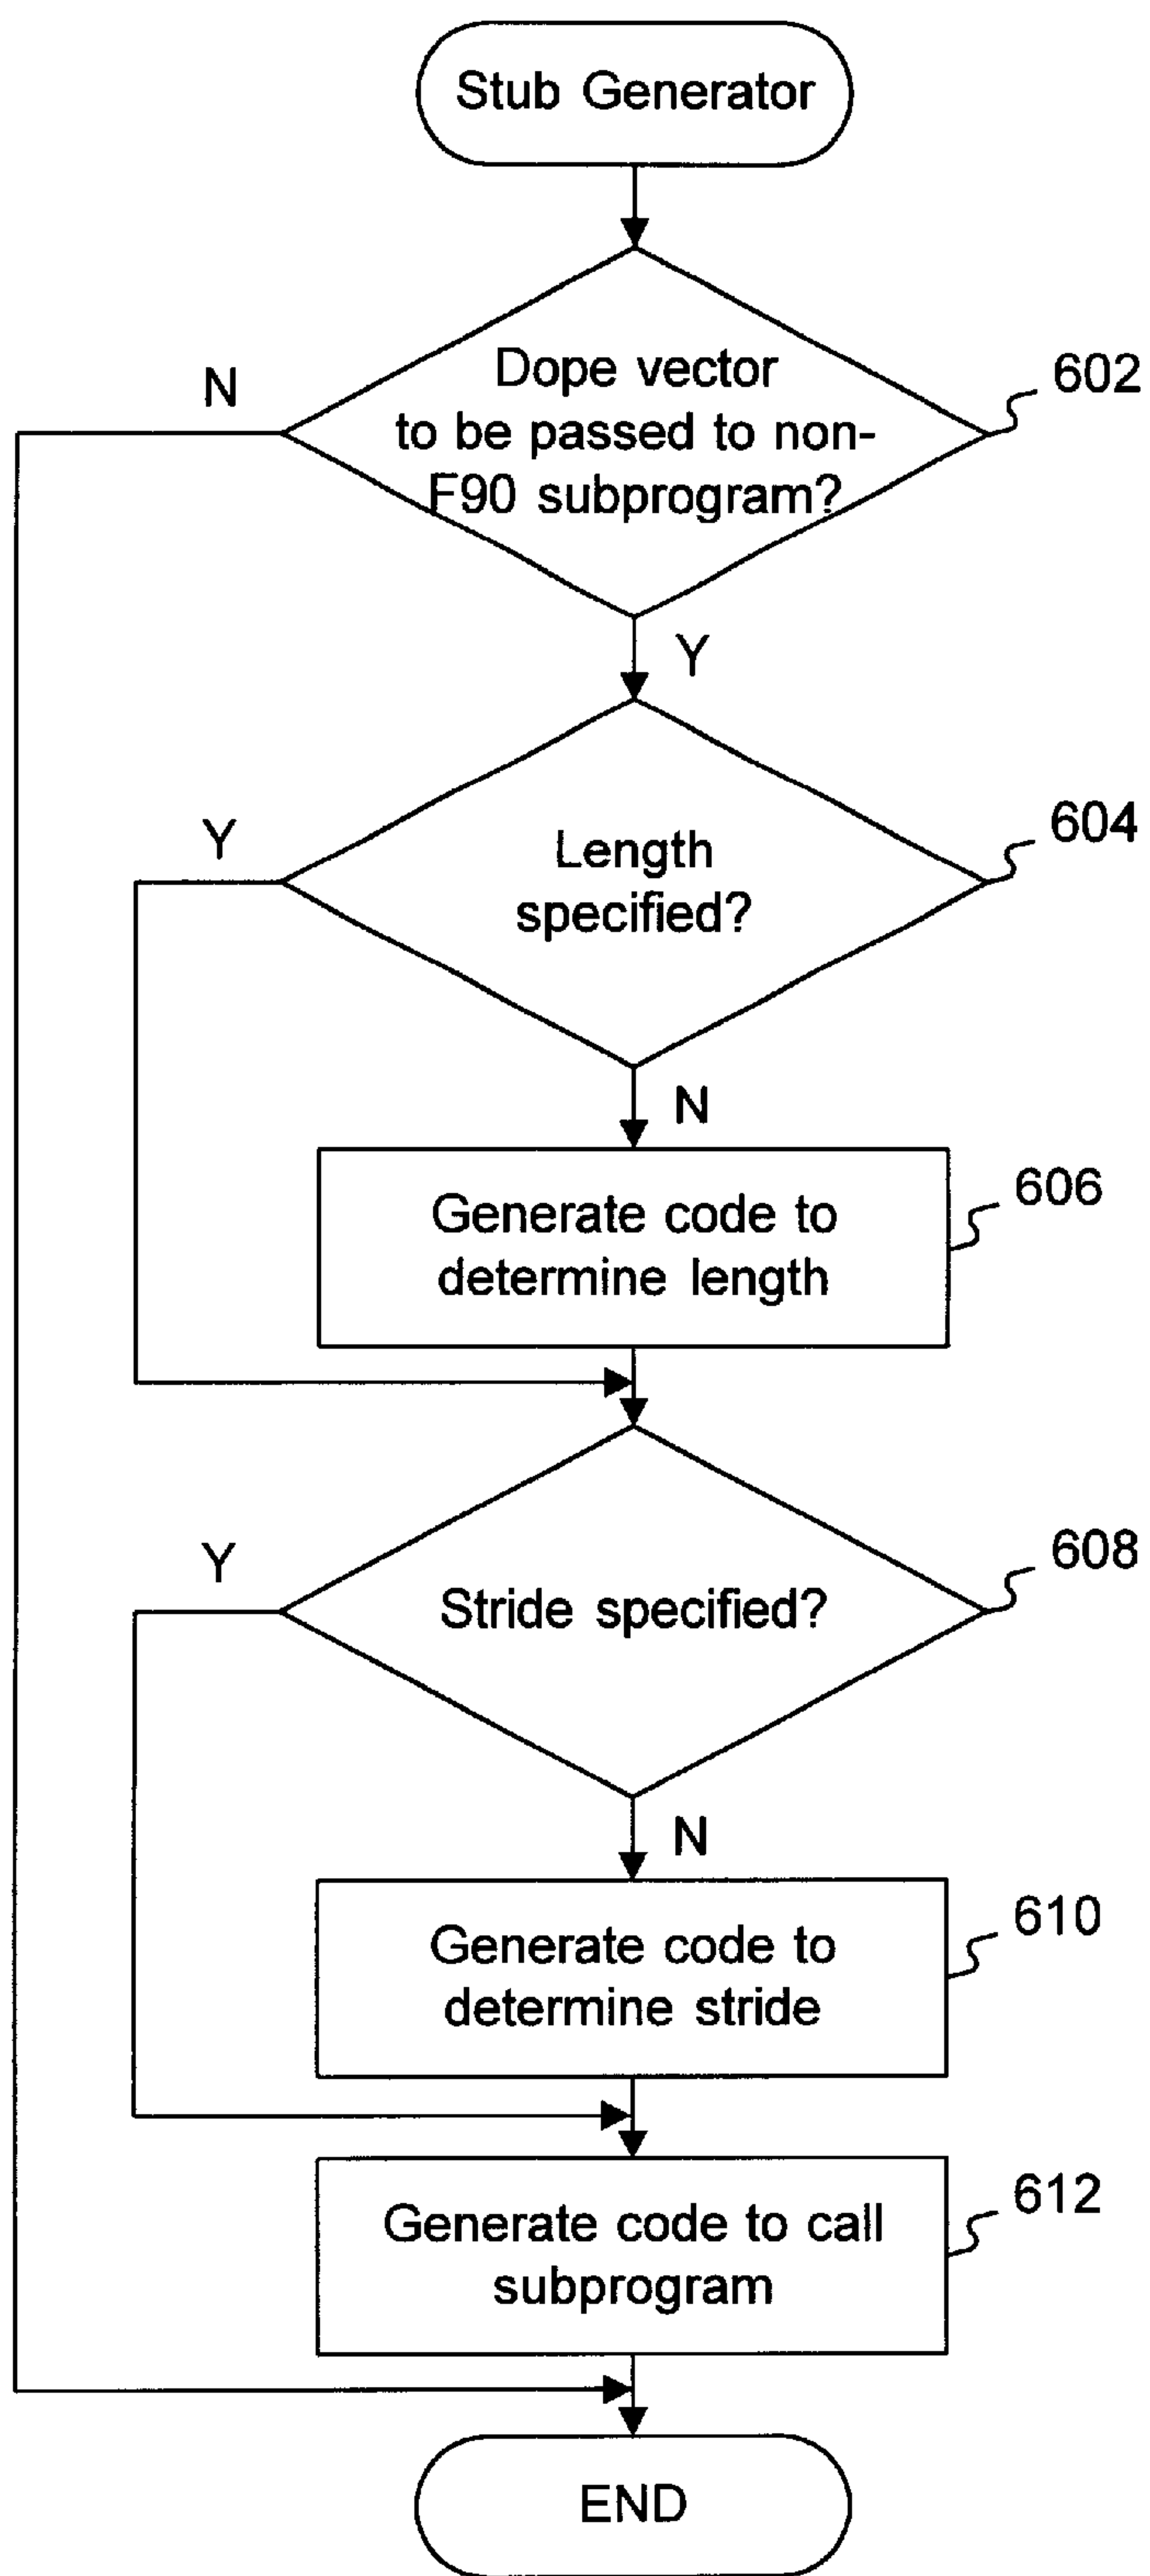 Stub Generator
Dope vector
to be passed to non-
F90 subprogram?
602
N
Y
Length
specified?
604
Y
N
Generate code to
determine length
606
Stride specified?
608
Y
N
Generate code to
determine stride
610
Generate code to call
subprogram
612
END